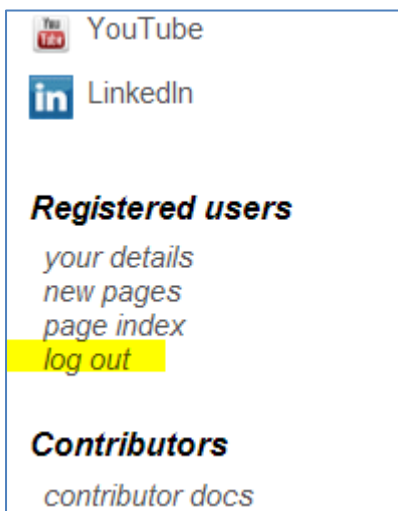 You
Tube
YouTube
in
LinkedIn
Registered users
your details
new pages
page index
log out
Contributors
contributor docs